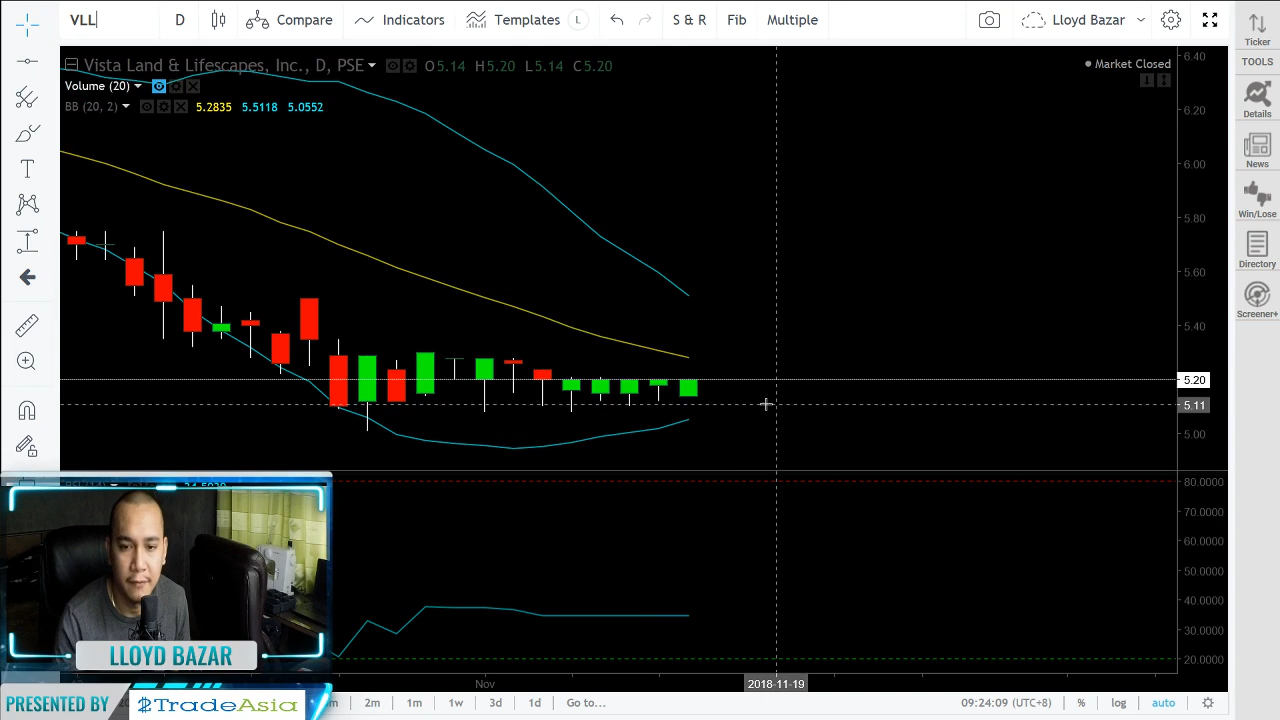 VLL D Compare Indicators Templates L S & R Fib Multiple Lloyd Bazar
Vista Land & Lifescapes, Inc., D, PSE O5.14 H5.20 L5.14 C5.20
Market Closed
Volume (20)
BB (20, 2) 5.2835 5.5118 5.0552
6.40
6.20
6.00
5.80
5.60
5.40
5.20
5.11
5.00
80.0000
70.0000
60.0000
50.0000
40.0000
30.0000
20.0000
Nov
2018-11-19
2m 1m 1w 3d 1d Go to... 09:24:09 (UTC+8) % log auto
Ticker
TOOLS
Details
News
Win/Lose
Directory
Screener+
LLOYD BAZAR
PRESENTED BY TradeAsia